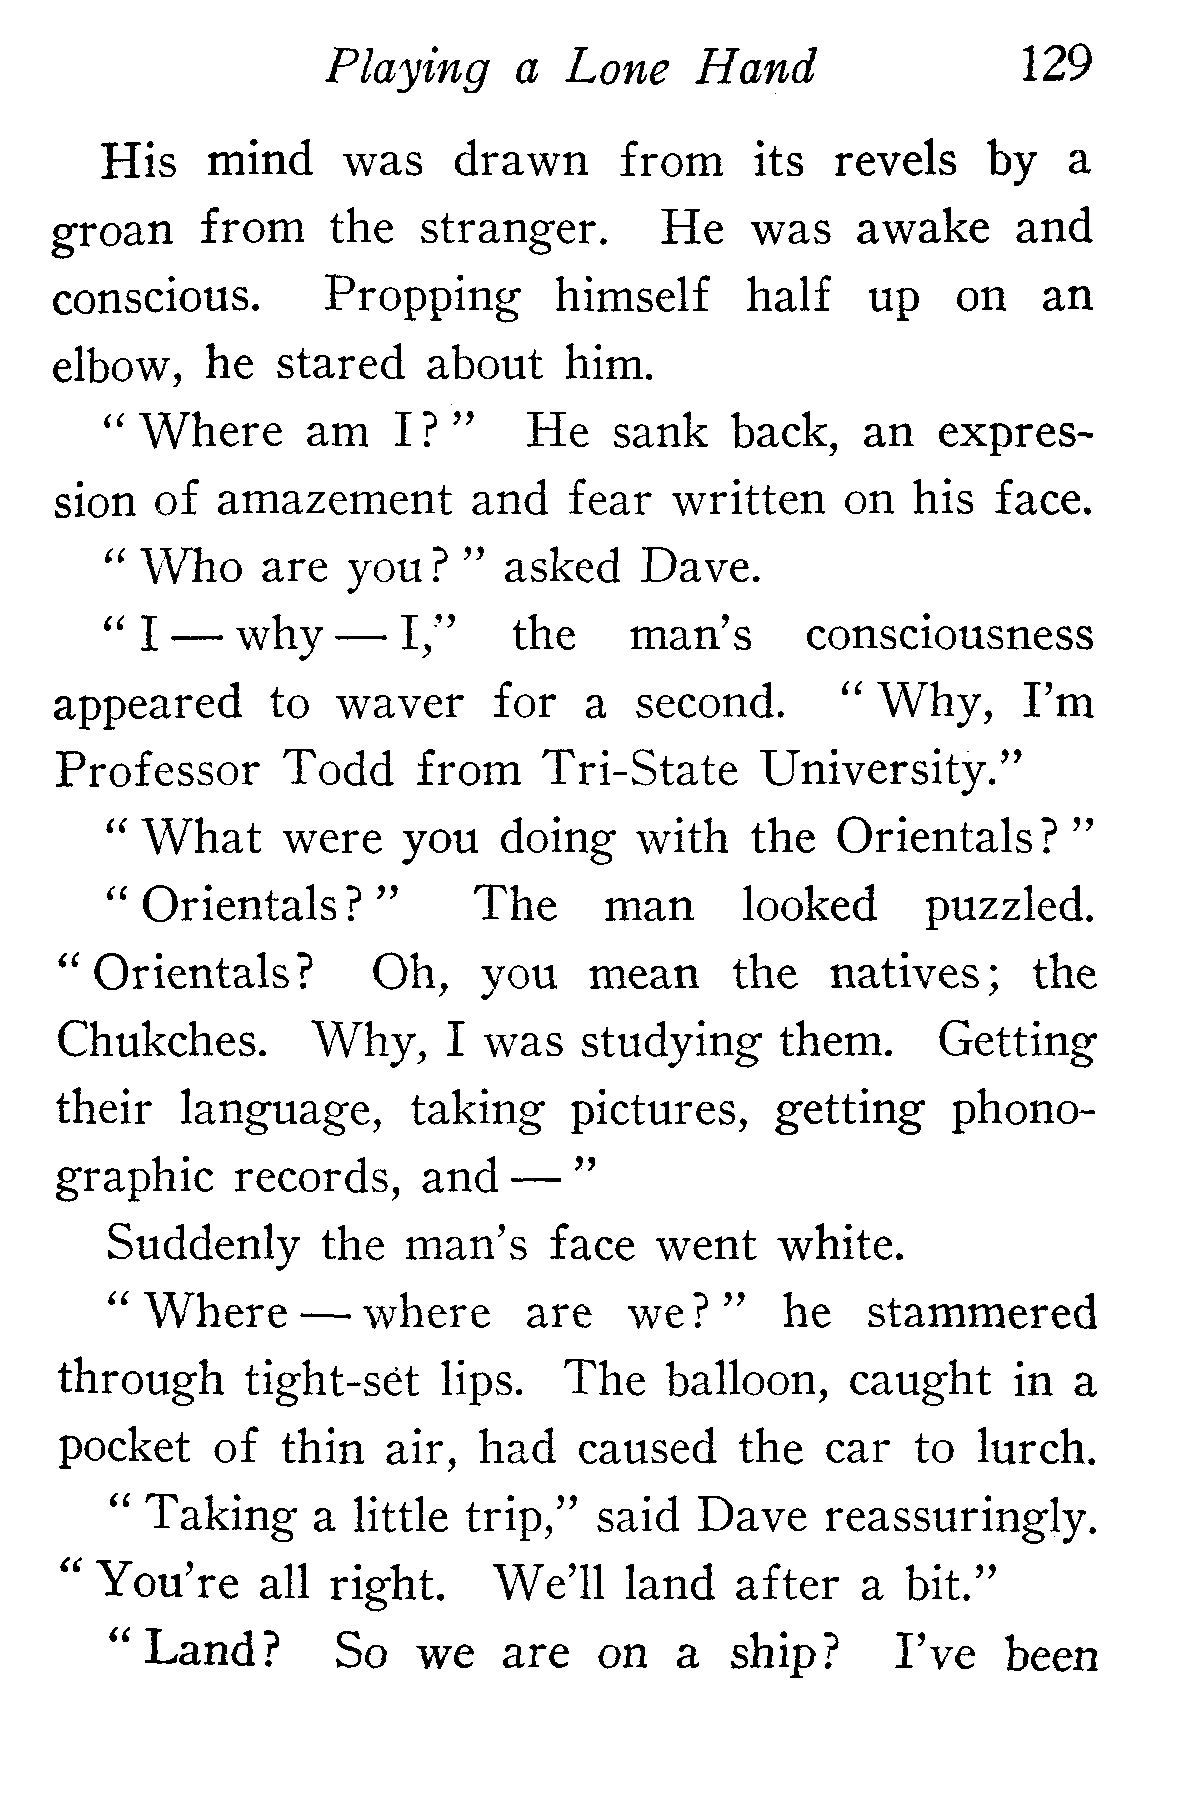 Playing a Lone Hand 129
His mind was drawn from its revels by a
groan from the stranger. He was awake and
conscious. Propping himself half up on an
elbow, he stared about him.
“ Where am I? ” He sank back, an expres-
sion of amazement and fear written on his face.
“ Who are you? ” asked Dave.
“ I — why — I,” the man’s consciousness
appeared to waver for a second. “ Why, I’m
Professor Todd from Tri-State University.”
“ What were you doing with the Orientals? ”
“ Orientals? ” The man looked puzzled.
“ Orientals? Oh, you mean the natives; the
Chukches. Why, I was studying them. Getting
their language, taking pictures, getting phono-
graphic records, and — ”
Suddenly the man’s face went white.
“ Where — where are we? ” he stammered
through tight-set lips. The balloon, caught in a
pocket of thin air, had caused the car to lurch.
“ Taking a little trip,” said Dave reassuringly.
“ You’re all right. We’ll land after a bit.”
“ Land? So we are on a ship? I’ve been